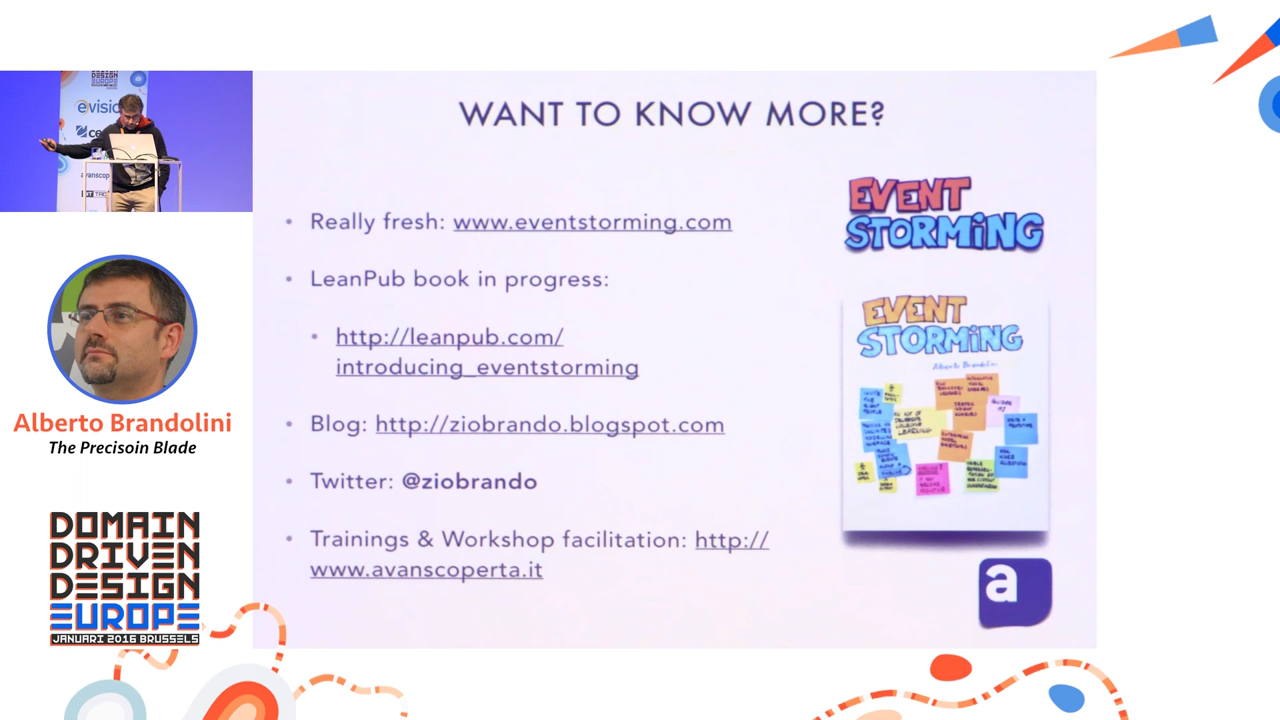 WANT TO KNOW MORE?
• Really fresh: www.eventstorming.com
• LeanPub book in progress:
• http://leanpub.com/
introducing_eventstorming
• Blog: http://ziobrando.blogspot.com
• Twitter: @ziobrando
• Trainings & Workshop facilitation: http://
www.avanscoperta.it
EVENT
STORMiNG
EVENT
STORMiNG
Alberto Brandolini
a
DESIGN
EUROPE
Alberto Brandolini
The Precisoin Blade
DOMAIN
DRIVEN
DESIGN
EUROPE
JANUARI 2016 BRUSSELS